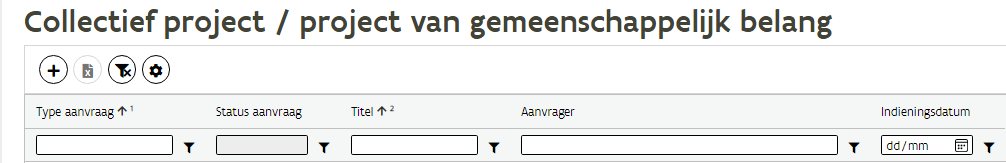 Collectief project / project van gemeenschappelijk belang
Type aanvraag ↑ 1 Status aanvraag Titel ↑ 2 Aanvrager Indieningsdatum
dd/mm